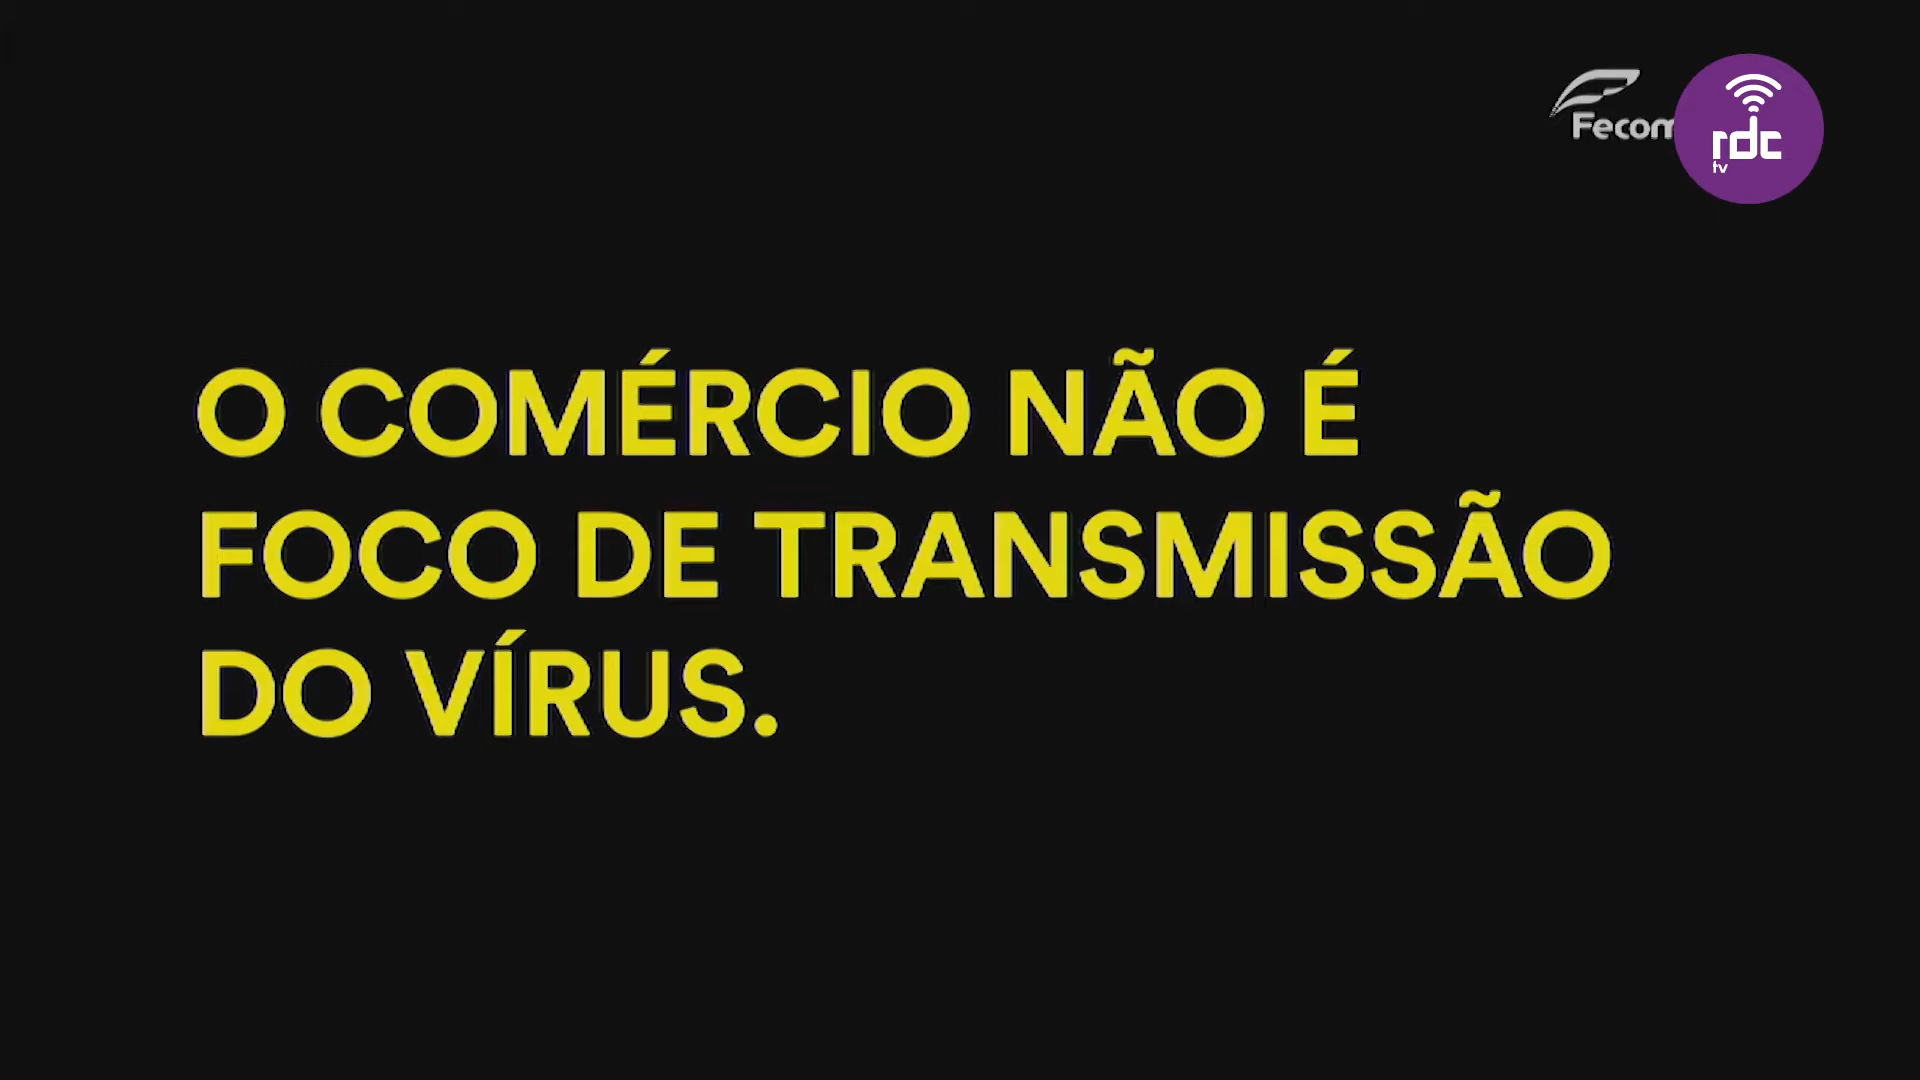 Fecom
rdc
tv
O COMÉRCIO NÃO É
FOCO DE TRANSMISSÃO
DO VÍRUS.